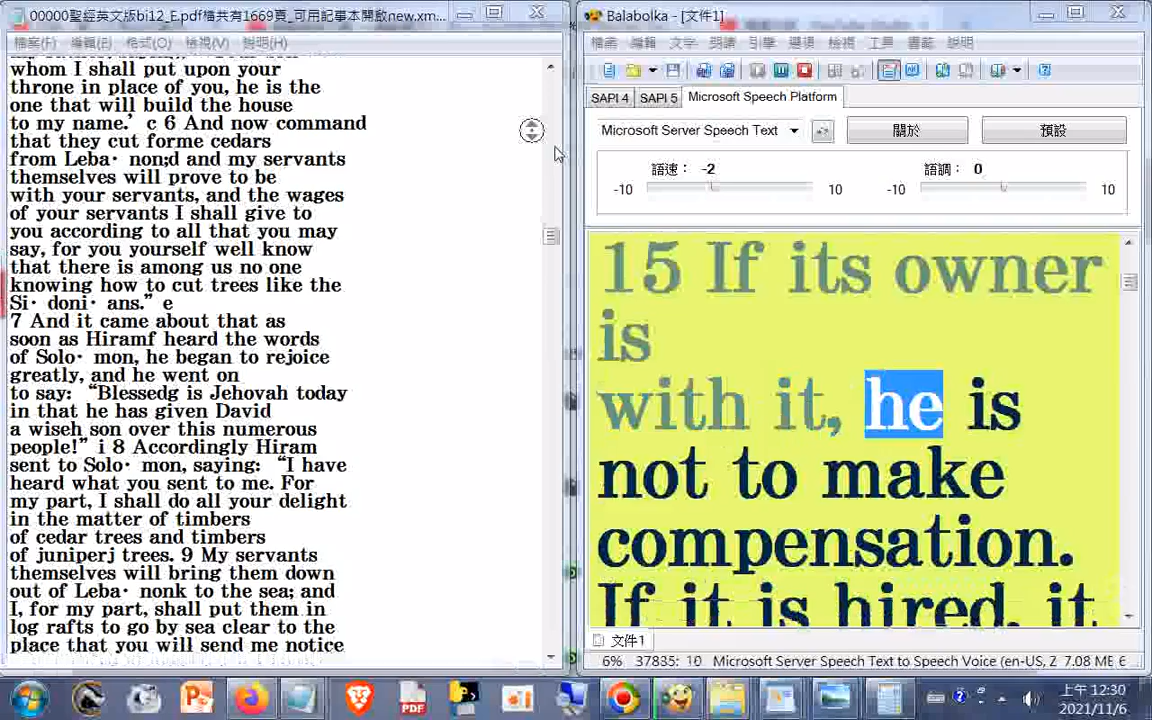 00000聖經英文版bi12_E.pdf檔共有1669頁_可用記事本開啟new.xm...
檔案(F) 編輯(E) 格式(O) 檢視(V) 說明(H)
whom I shall put upon your
throne in place of you, he is the
one that will build the house
to my name.’ c 6 And now command
that they cut forme cedars
from Leba· non;d and my servants
themselves will prove to be
with your servants, and the wages
of your servants I shall give to
you according to all that you may
say, for you yourself well know
that there is among us no one
knowing how to cut trees like the
Si· doni· ans.” e
7 And it came about that as
soon as Hiramf heard the words
of Solo· mon, he began to rejoice
greatly, and he went on
to say: “Blessedg is Jehovah today
in that he has given David
a wiseh son over this numerous
people!” i 8 Accordingly Hiram
sent to Solo· mon, saying: “I have
heard what you sent to me. For
my part, I shall do all your delight
in the matter of timbers
of cedar trees and timbers
of juniperj trees. 9 My servants
themselves will bring them down
out of Leba· nonk to the sea; and
I, for my part, shall put them in
log rafts to go by sea clear to the
place that you will send me notice
Balabolka - [文件1]
檔案 編輯 文字 朗讀 引擎 選項 檢視 工具 書籤 說明
SAPI 4 SAPI 5 Microsoft Speech Platform
Microsoft Server Speech Text 關於 預設
語速： -2 語調： 0
-10 10 -10 10
15 If its owner
is
with it, he is
not to make
compensation.
If it is hired, it
文件1
6% 37835: 10 Microsoft Server Speech Text to Speech Voice (en-US, Z 7.08 MB 6
PDF
上午 12:30
2021/11/6